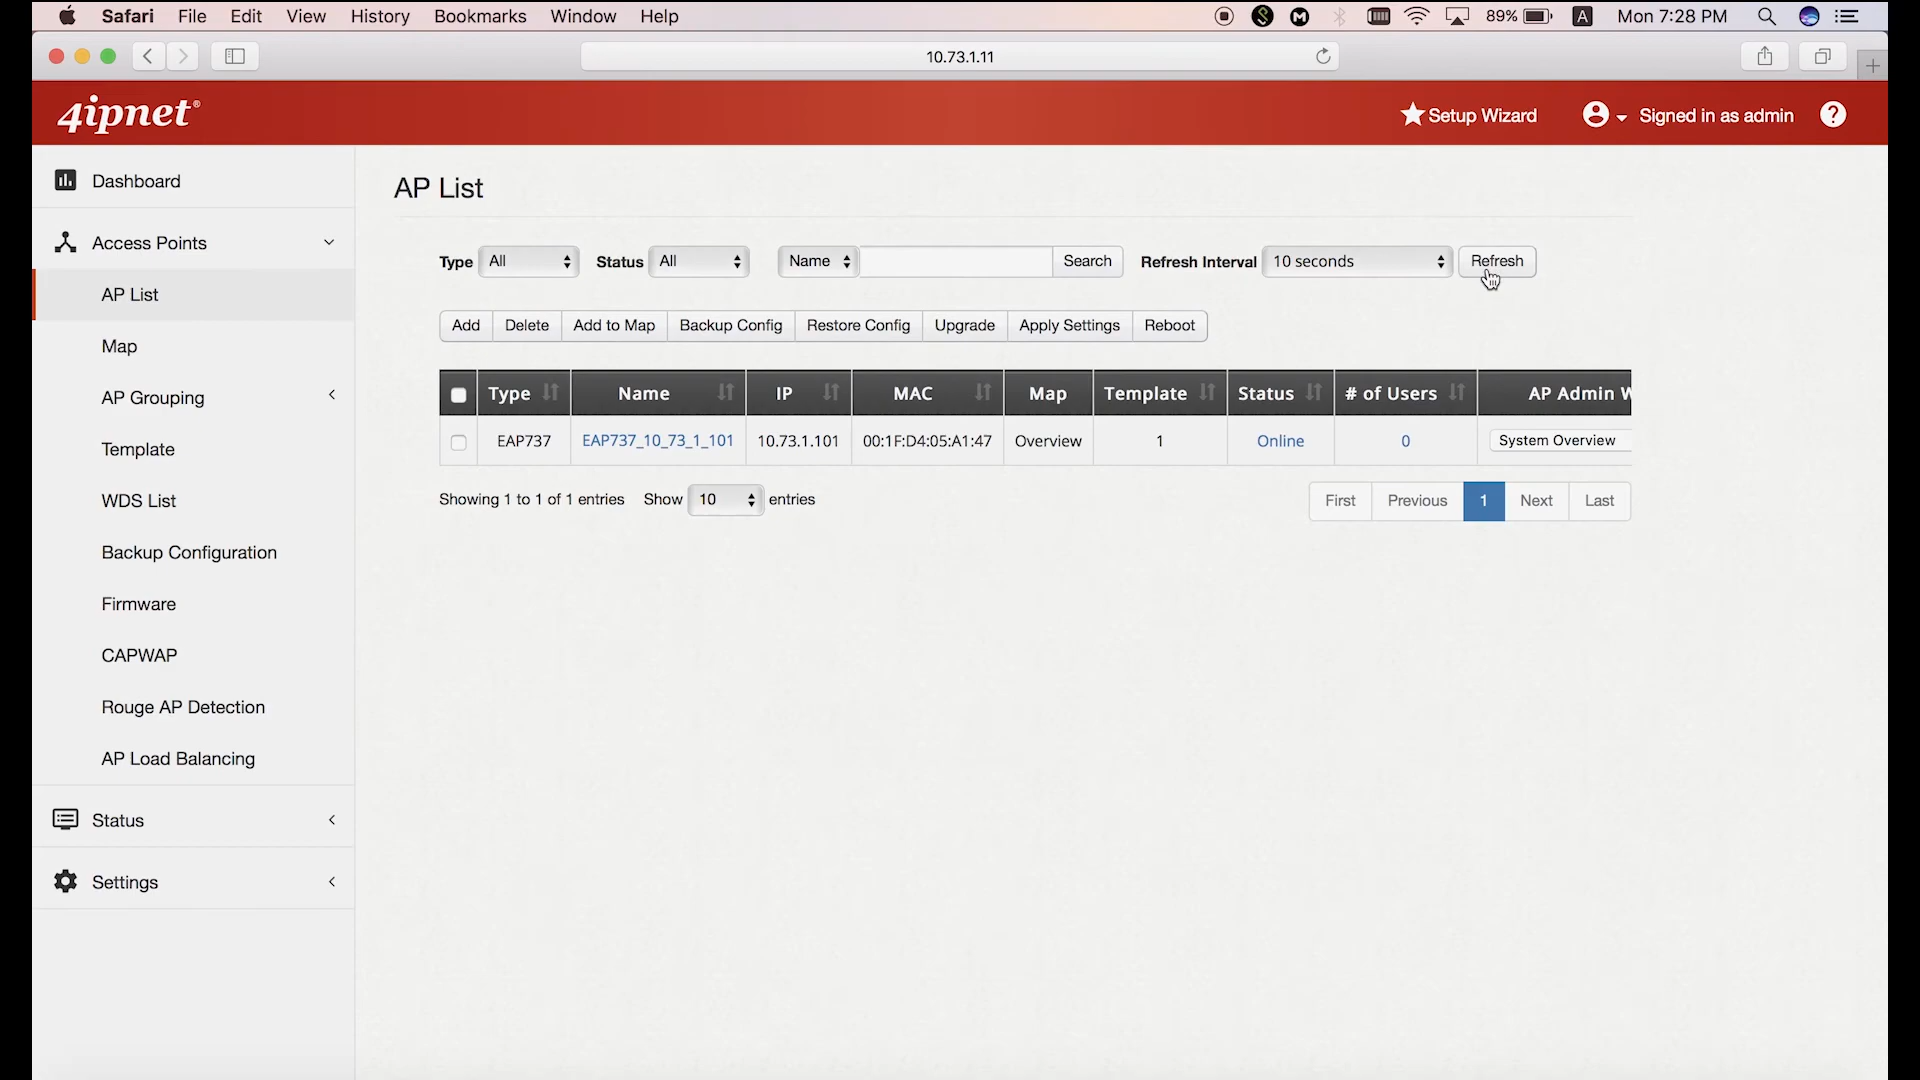 Safari File Edit View History Bookmarks Window Help 89% A Mon 7:28 PM
10.73.1.11
4ipnet® Setup Wizard Signed in as admin ?
Dashboard
Access Points
AP List
Map
AP Grouping
Template
WDS List
Backup Configuration
Firmware
CAPWAP
Rouge AP Detection
AP Load Balancing
Status
Settings
AP List
Type All Status All Name Search Refresh Interval 10 seconds Refresh
Add Delete Add to Map Backup Config Restore Config Upgrade Apply Settings Reboot
Type Name IP MAC Map Template Status # of Users AP Admin W
EAP737 EAP737_10_73_1_101 10.73.1.101 00:1F:D4:05:A1:47 Overview 1 Online 0 System Overview
Showing 1 to 1 of 1 entries Show 10 entries First Previous 1 Next Last